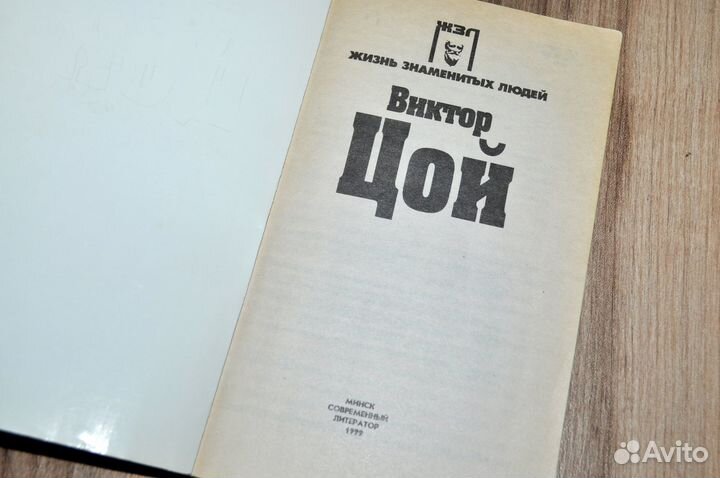 ЖЗЛ
ЖИЗНЬ ЗНАМЕНИТЫХ ЛЮДЕЙ
Виктор
Цой
МИНСК
СОВРЕМЕННЫЙ
ЛИТЕРАТОР
1999
Avito